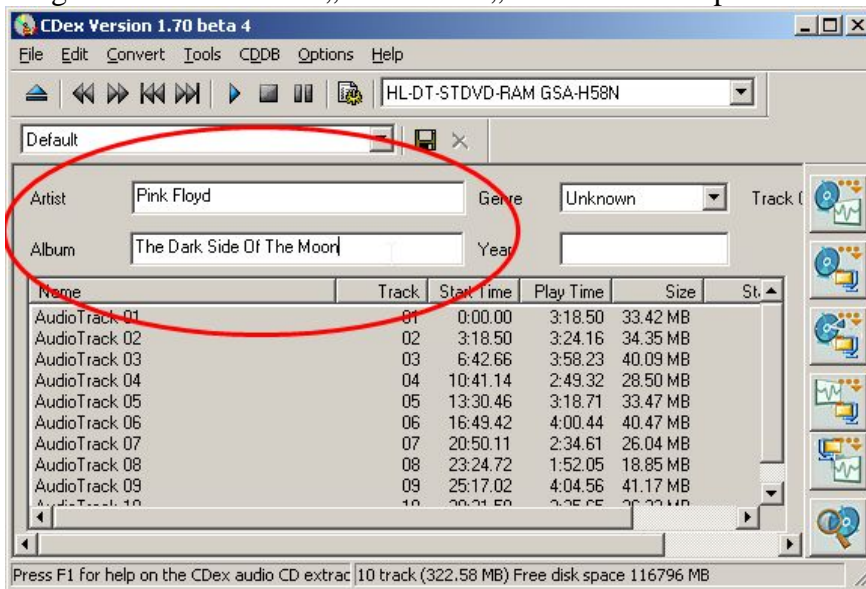 CDex Version 1.70 beta 4
File Edit Convert Tools CDDB Options Help
HL-DT-STDVD-RAM GSA-H58N
Default
Artist Pink Floyd Genre Unknown Track
Album The Dark Side Of The Moon Year
Name Track Start Time Play Time Size
AudioTrack 01 01 0:00.00 3:18.50 33.42 MB
AudioTrack 02 02 3:18.50 3:24.16 34.35 MB
AudioTrack 03 03 6:42.66 3:58.23 40.09 MB
AudioTrack 04 04 10:41.14 2:49.32 28.50 MB
AudioTrack 05 05 13:30.46 3:18.71 33.47 MB
AudioTrack 06 06 16:49.42 4:00.44 40.47 MB
AudioTrack 07 07 20:50.11 2:34.61 26.04 MB
AudioTrack 08 08 23:24.72 1:52.05 18.85 MB
AudioTrack 09 09 25:17.02 4:04.56 41.17 MB
Press F1 for help on the CDex audio CD extrac 10 track (322.58 MB) Free disk space 116796 MB